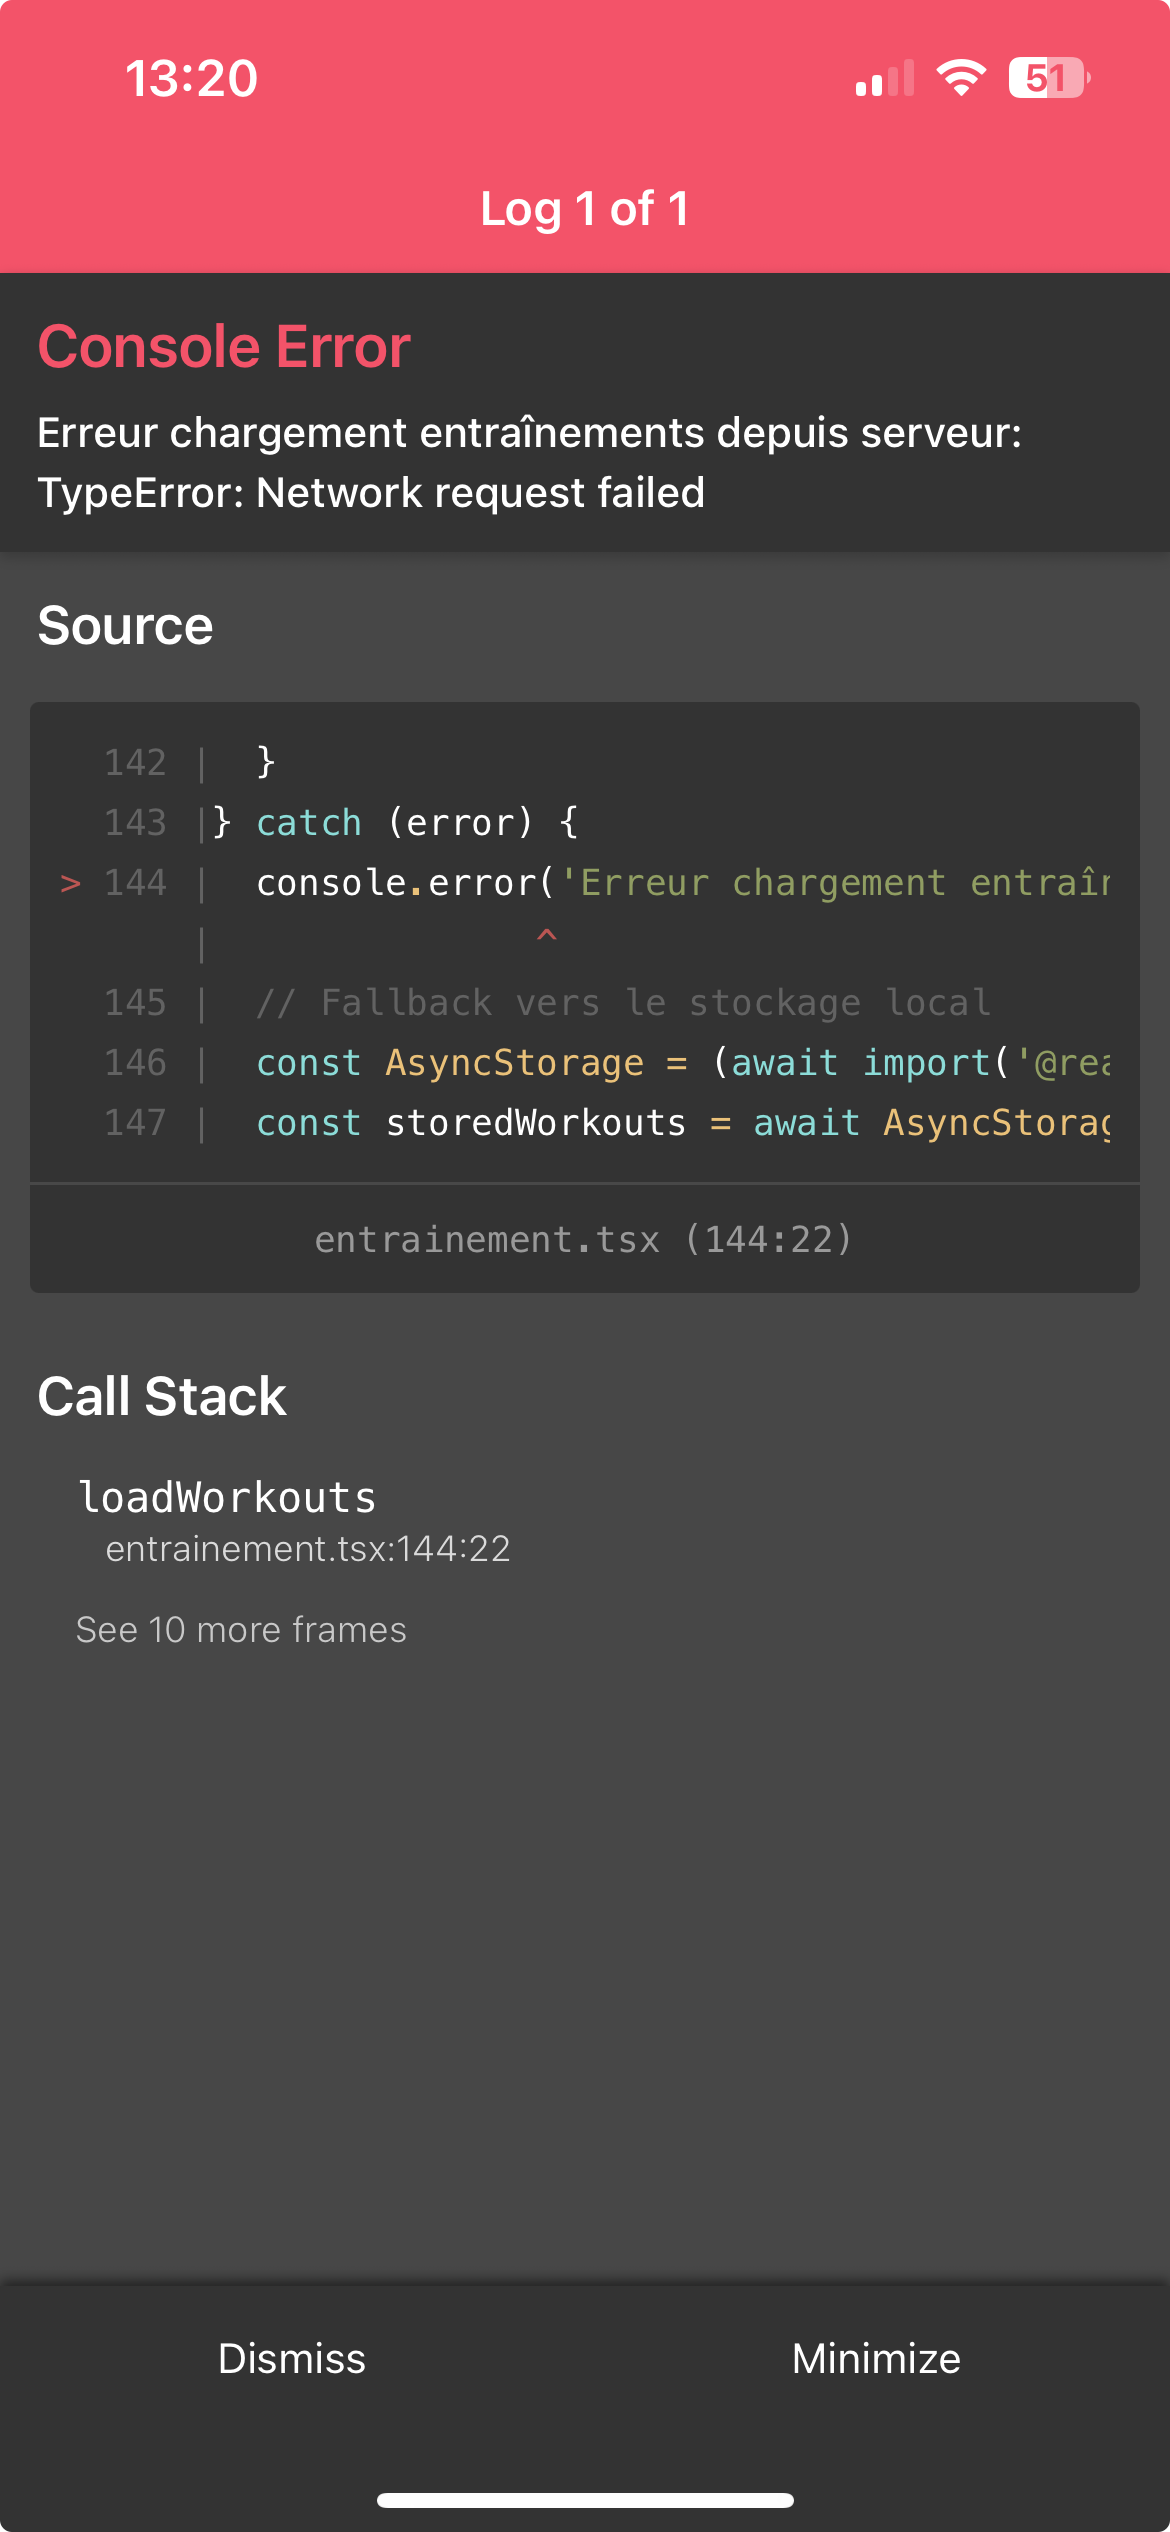 13:20
51
Log 1 of 1
Console Error
Erreur chargement entraînements depuis serveur:
TypeError: Network request failed
Source
142 | }
143 |} catch (error) {
> 144 | console.error('Erreur chargement entraîn
| ^
145 | // Fallback vers le stockage local
146 | const AsyncStorage = (await import('@rea
147 | const storedWorkouts = await AsyncStorag
entrainement.tsx (144:22)
Call Stack
loadWorkouts
entrainement.tsx:144:22
See 10 more frames
Dismiss
Minimize